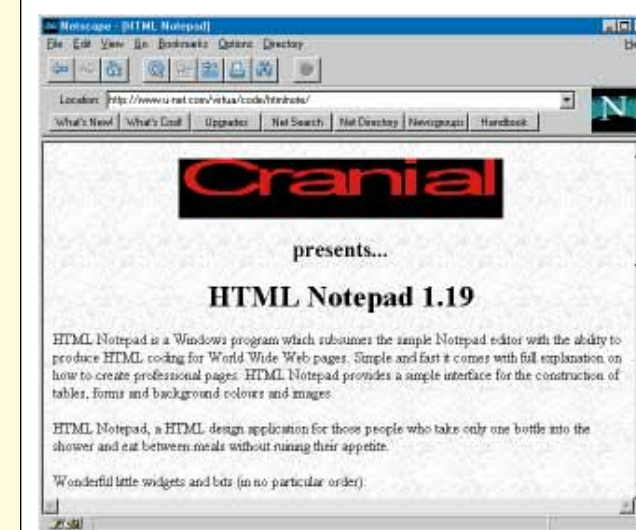 Netscape - [HTML Notepad]
File Edit View Go Bookmarks Options Directory
Location: http://www.u-net.com/virtua/code/htmlnote/
What's New! What's Cool! Upgrades Net Search Net Directory Newsgroups Handbook
N
Cranial
presents...
HTML Notepad 1.19
HTML Notepad is a Windows program which subsumes the simple Notepad editor with the ability to
produce HTML coding for World Wide Web pages. Simple and fast it comes with full explanation on
how to create professional pages. HTML Notepad provides a simple interface for the construction of
tables, forms and background colours and images.
HTML Notepad, a HTML design application for those people who take only one bottle into the
shower and eat between meals without ruining their appetite.
Wonderful little widgets and bits (in no particular order):